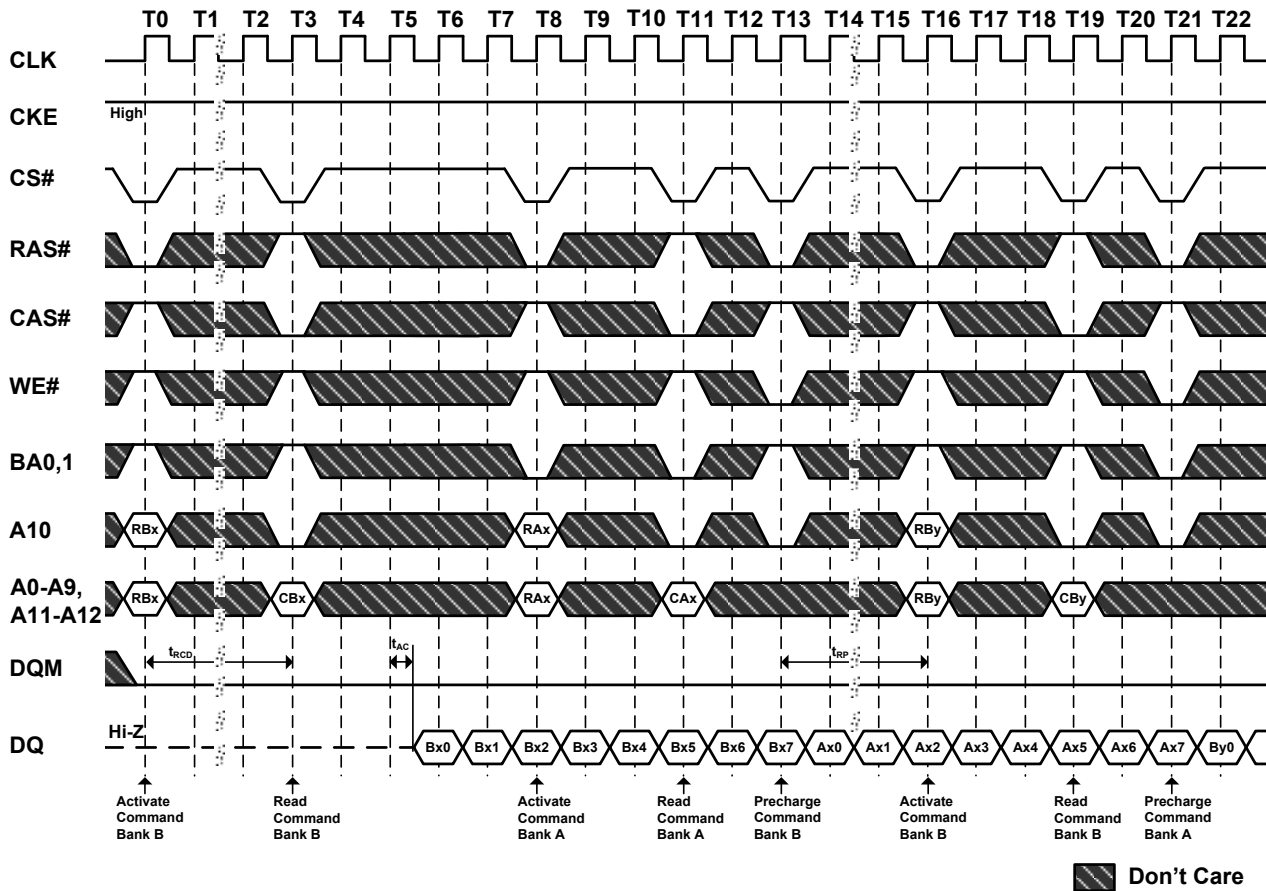 T0 T1 T2 T3 T4 T5 T6 T7 T8 T9 T10 T11 T12 T13 T14 T15 T16 T17 T18 T19 T20 T21 T22
CLK
CKE High
CS#
RAS#
CAS#
WE#
BA0,1
A10 RBx RAx RBy
A0-A9,
A11-A12
RBx CBx RAx CAx RBy CBy
DQM tRCD tAC tRP
DQ Hi-Z Bx0 Bx1 Bx2 Bx3 Bx4 Bx5 Bx6 Bx7 Ax0 Ax1 Ax2 Ax3 Ax4 Ax5 Ax6 Ax7 By0
Activate
Command
Bank B
Read
Command
Bank B
Activate
Command
Bank A
Read
Command
Bank A
Precharge
Command
Bank B
Activate
Command
Bank B
Read
Command
Bank B
Precharge
Command
Bank A
Don't Care